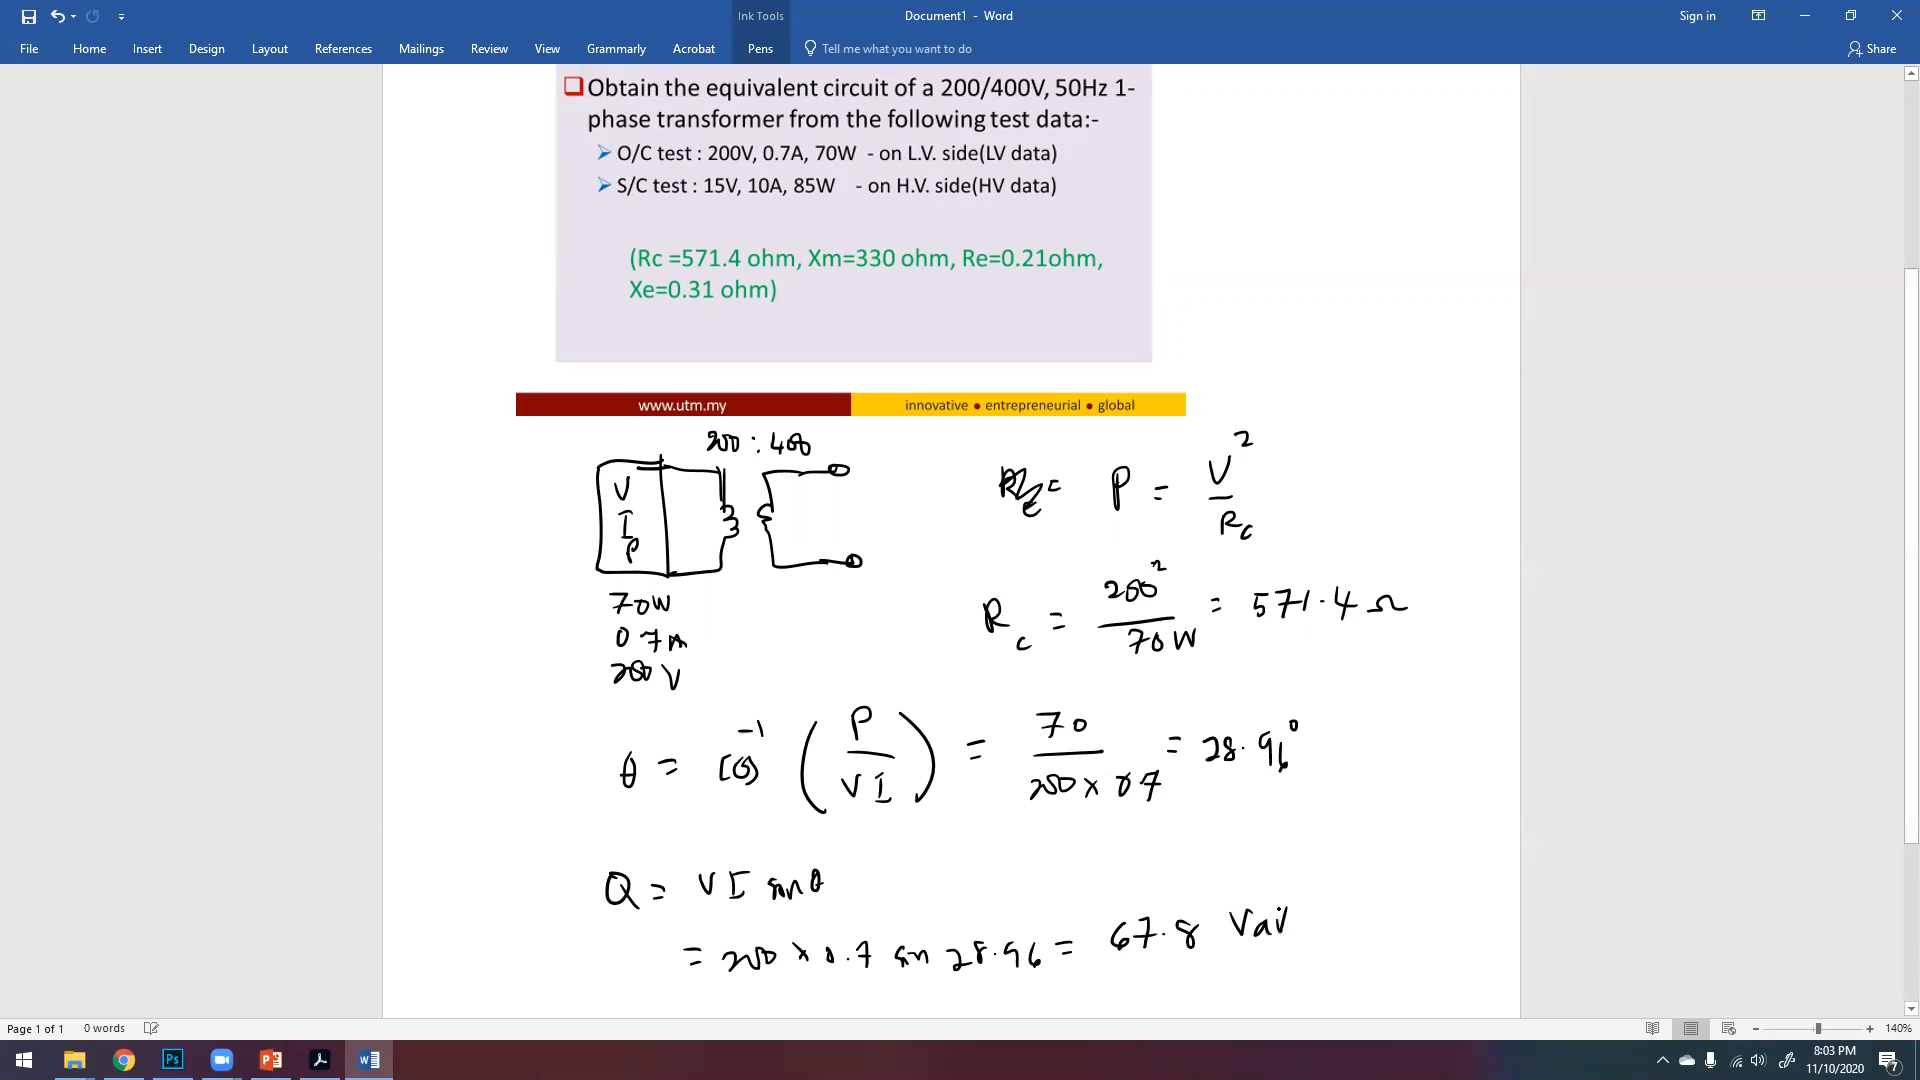 Ink Tools
Document1 - Word
Sign in
File Home Insert Design Layout References Mailings Review View Grammarly Acrobat Pens Tell me what you want to do Share
Obtain the equivalent circuit of a 200/400V, 50Hz 1-
phase transformer from the following test data:-
O/C test : 200V, 0.7A, 70W - on L.V. side(LV data)
S/C test : 15V, 10A, 85W - on H.V. side(HV data)
(Rc =571.4 ohm, Xm=330 ohm, Re=0.21ohm,
Xe=0.31 ohm)
www.utm.my innovative ● entrepreneurial ● global
200 : 400
V
I
P
70W
0.7A
200 V
P = V²/Rc
Rc = 200²/70W = 571.4 Ω
θ = cos⁻¹ (P/VI) = 70/200 × 0.7 = 28.96°
Q = VI sin θ
= 200 × 0.7 sin 28.96 = 67.8 Var
Page 1 of 1 0 words 140%
8:03 PM
11/10/2020
7